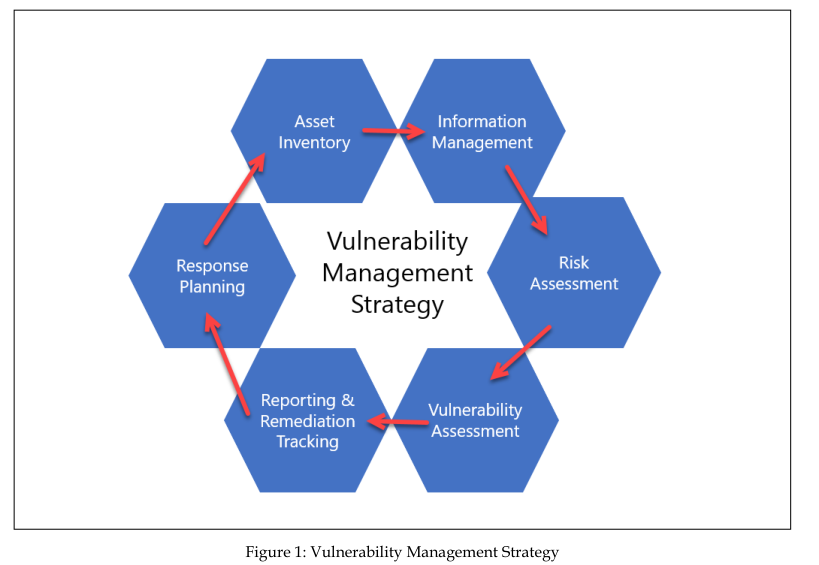 Asset
Inventory
Information
Management
Risk
Assessment
Vulnerability
Assessment
Reporting &
Remediation
Tracking
Response
Planning
Vulnerability
Management
Strategy
Figure 1: Vulnerability Management Strategy